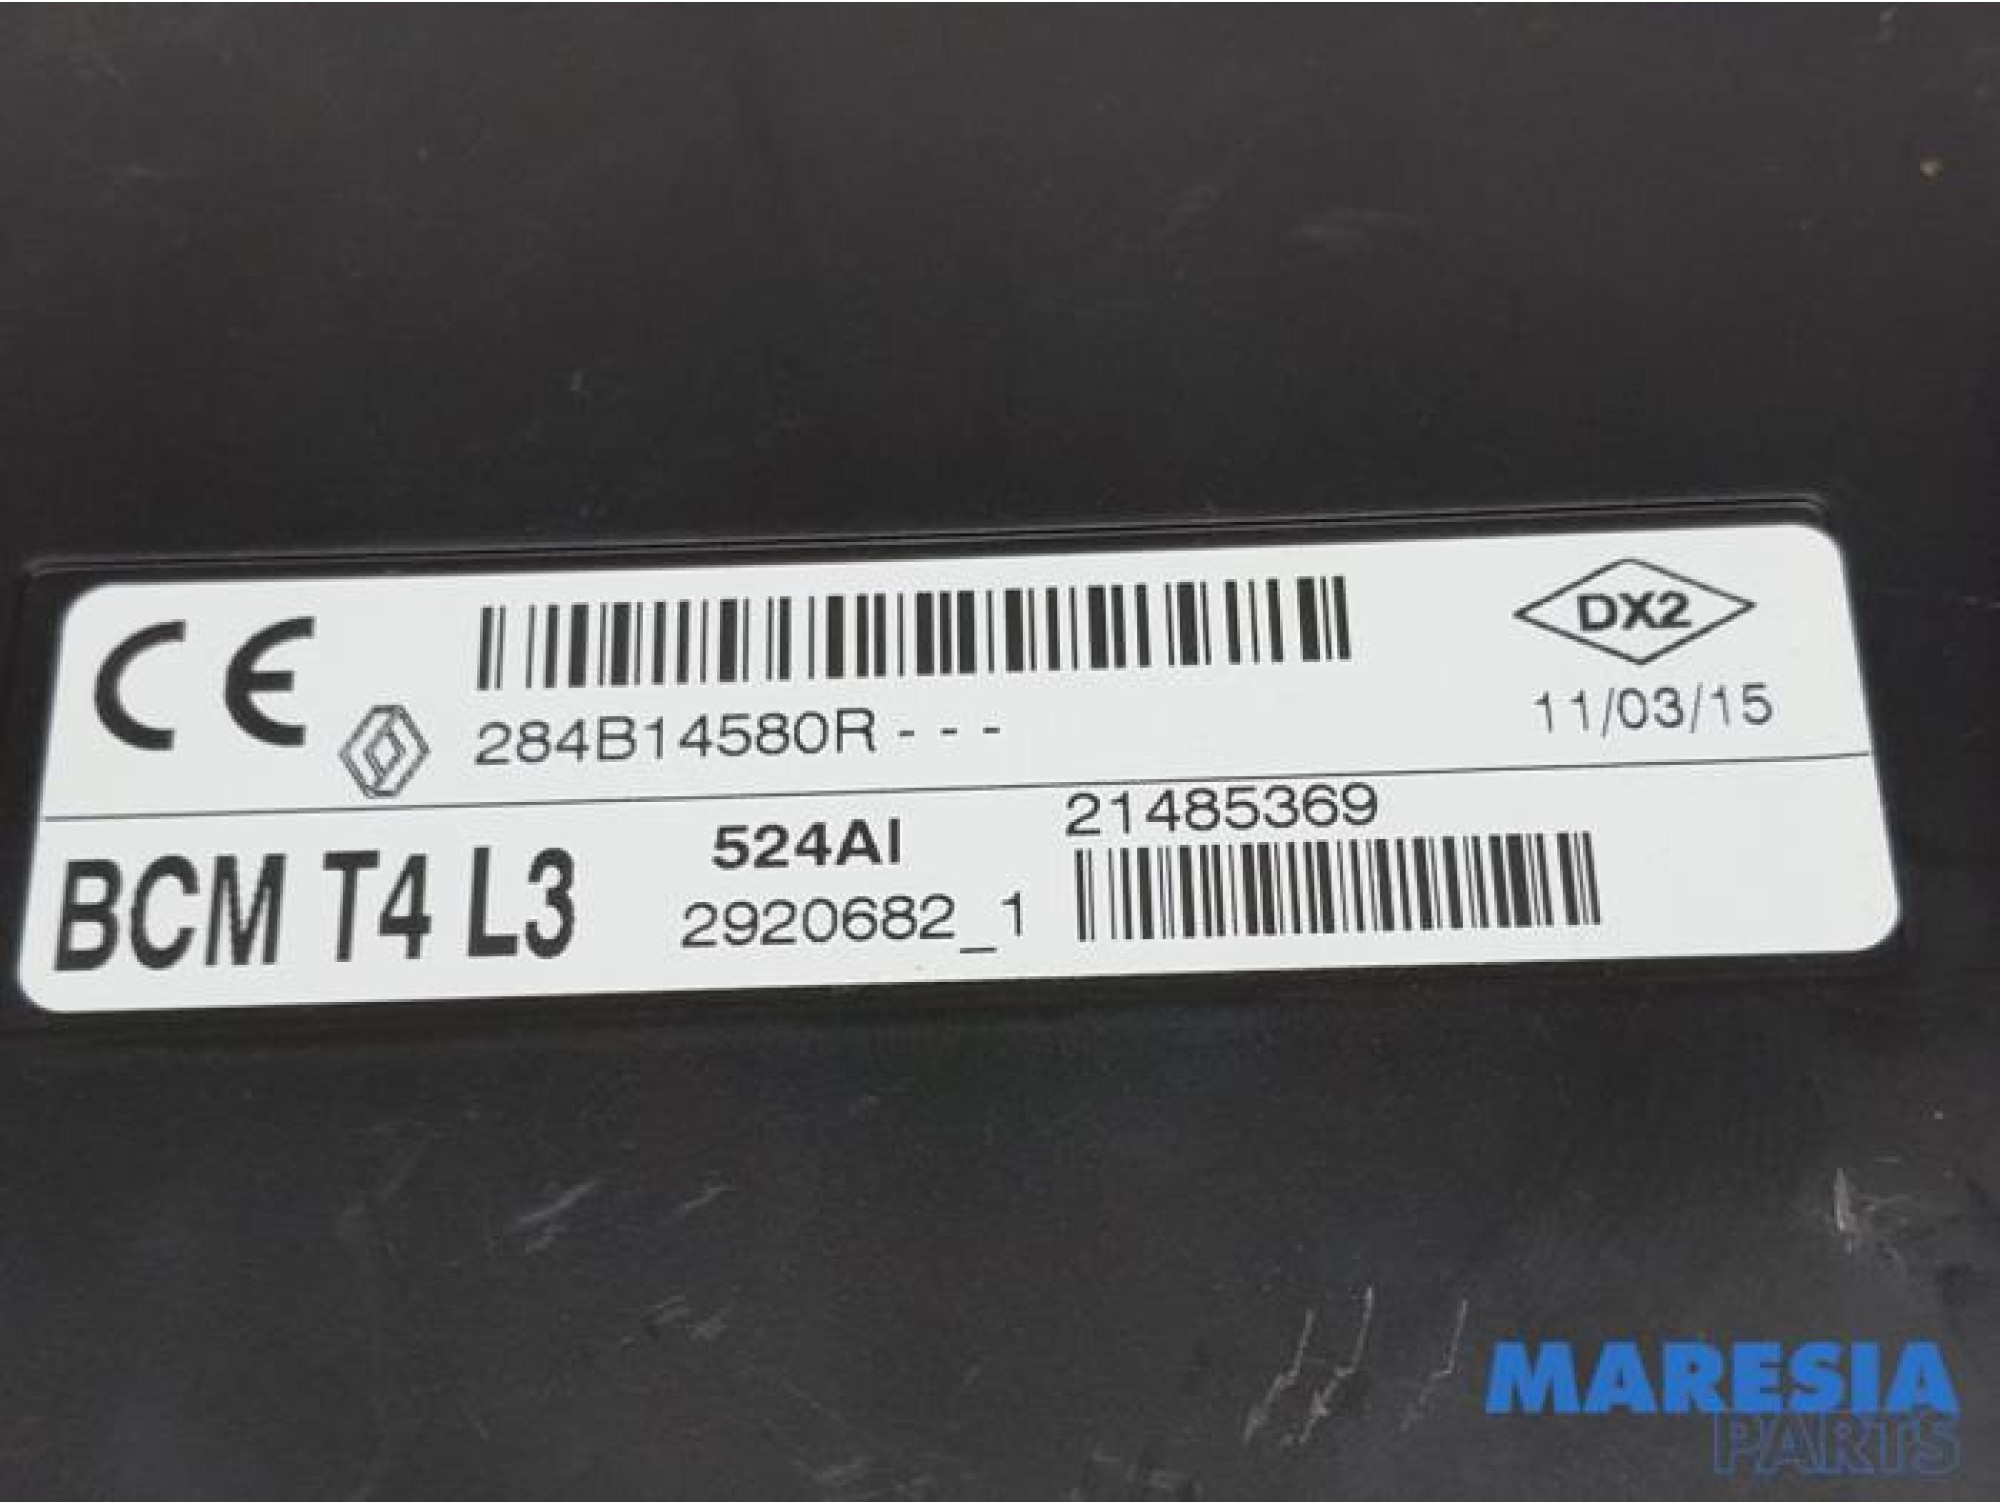 CE
284B14580R - - -
DX2
11/03/15
BCM T4 L3
524AI
2920682_1
21485369
MARESIA
PARTS